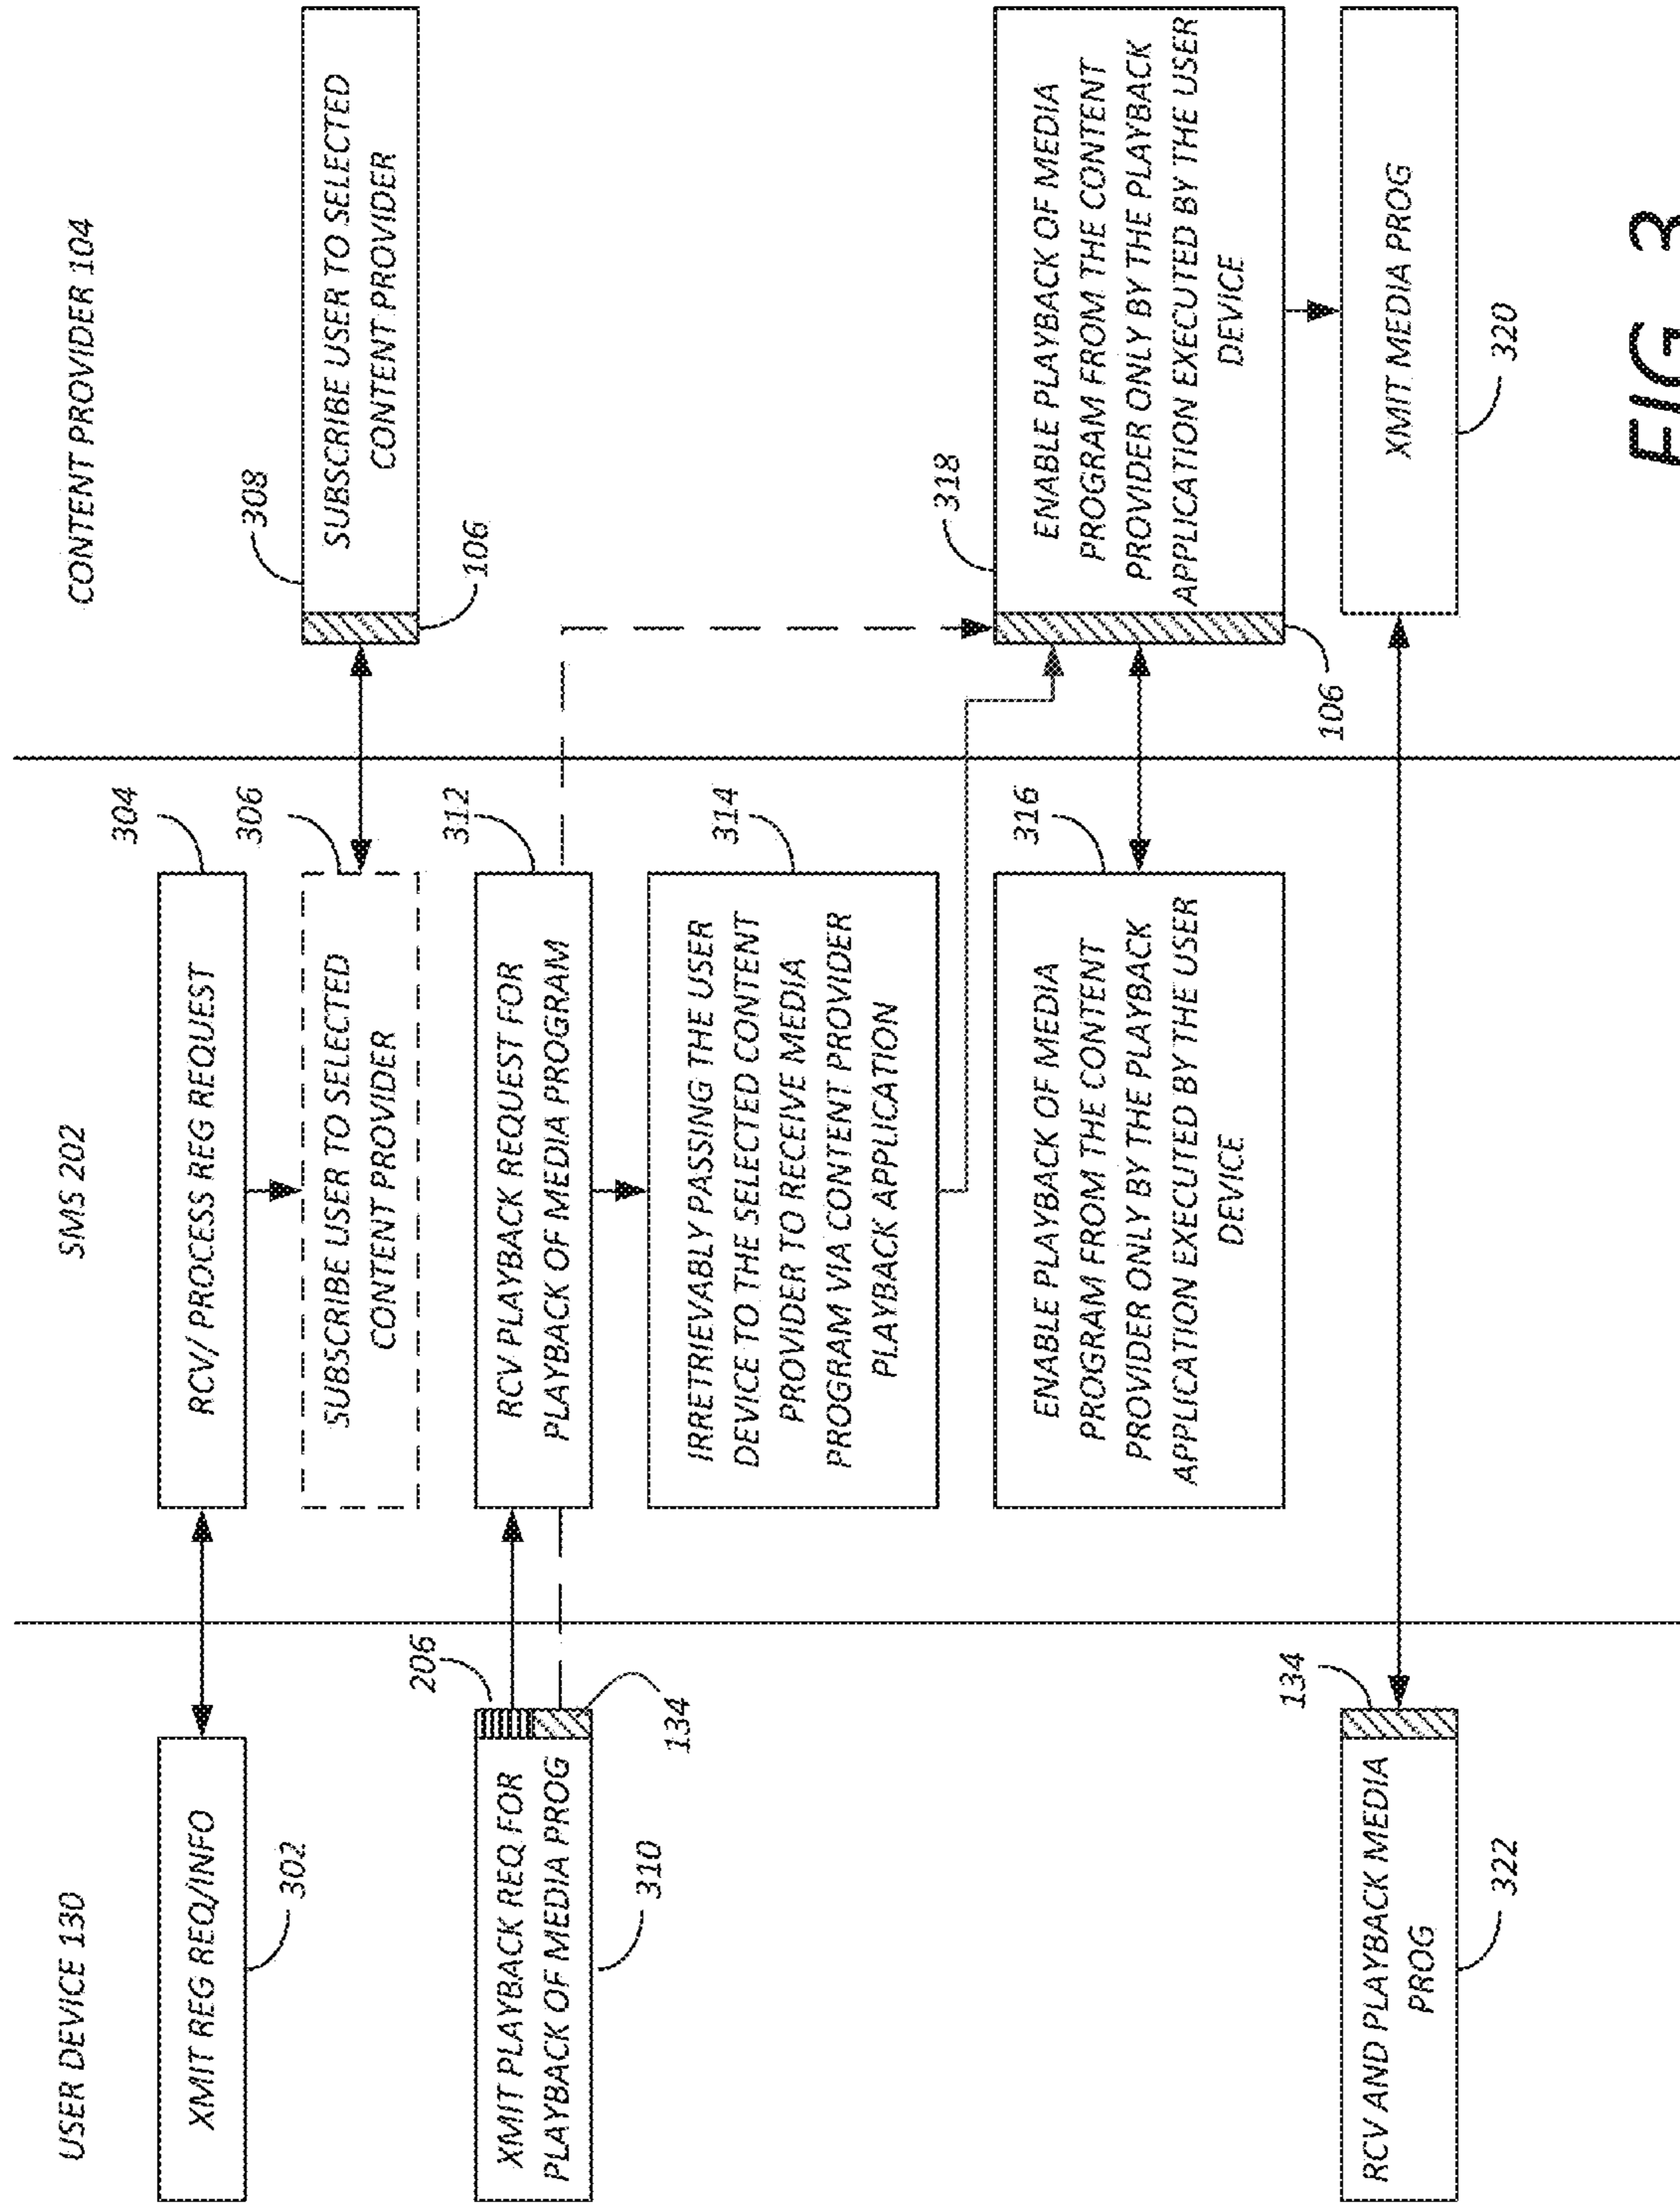 USER DEVICE 130
SMS 202
CONTENT PROVIDER 104
XMIT REG REQ/INFO
302
RCV/ PROCESS REG REQUEST
304
SUBSCRIBE USER TO SELECTED
CONTENT PROVIDER
306
SUBSCRIBE USER TO SELECTED
CONTENT PROVIDER
308
106
XMIT PLAYBACK REQ FOR
PLAYBACK OF MEDIA PROG
206
134
310
RCV PLAYBACK REQUEST FOR
PLAYBACK OF MEDIA PROGRAM
312
IRRETRIEVABLY PASSING THE USER
DEVICE TO THE SELECTED CONTENT
PROVIDER TO RECEIVE MEDIA
PROGRAM VIA CONTENT PROVIDER
PLAYBACK APPLICATION
314
ENABLE PLAYBACK OF MEDIA
PROGRAM FROM THE CONTENT
PROVIDER ONLY BY THE PLAYBACK
APPLICATION EXECUTED BY THE USER
DEVICE
316
ENABLE PLAYBACK OF MEDIA
PROGRAM FROM THE CONTENT
PROVIDER ONLY BY THE PLAYBACK
APPLICATION EXECUTED BY THE USER
DEVICE
318
106
RCV AND PLAYBACK MEDIA
PROG
134
322
XMIT MEDIA PROG
320
FIG. 3